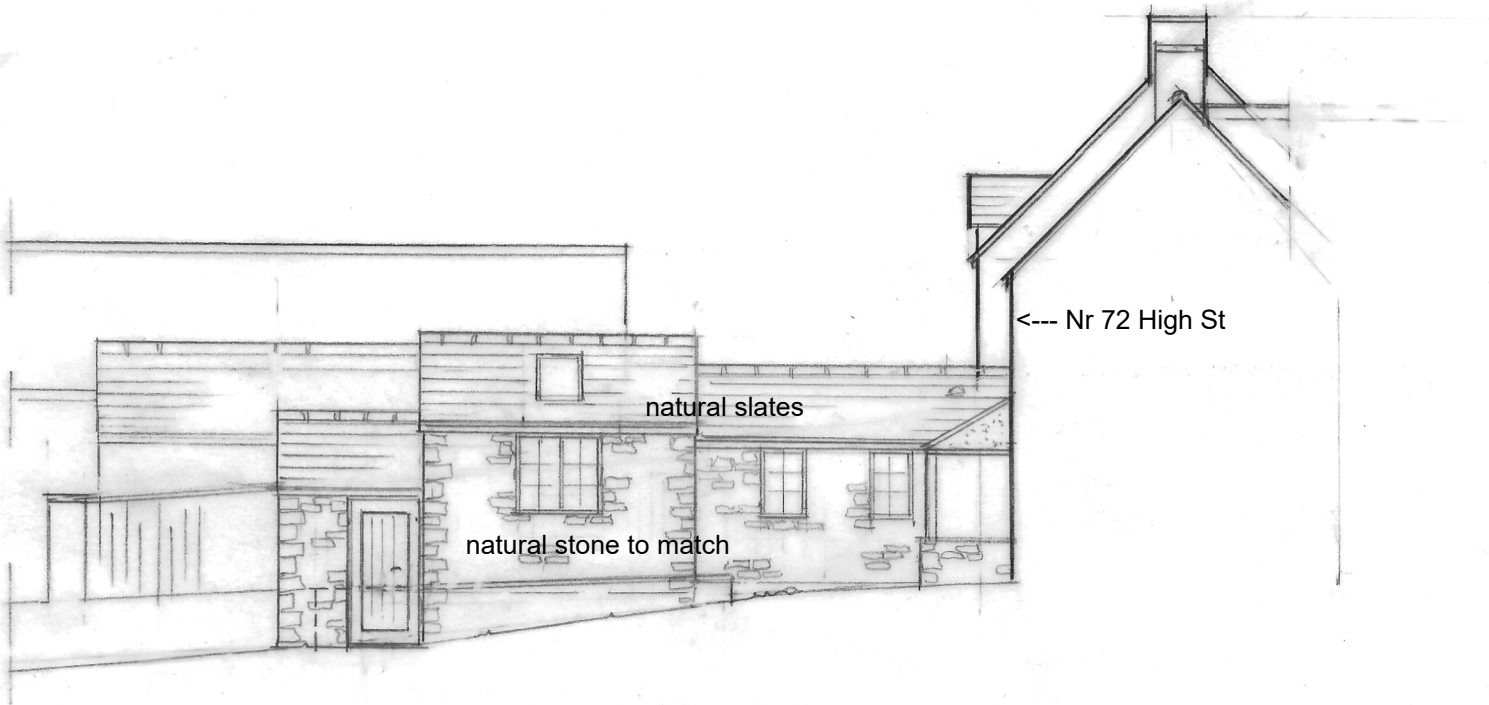 <--- Nr 72 High St
natural slates
natural stone to match